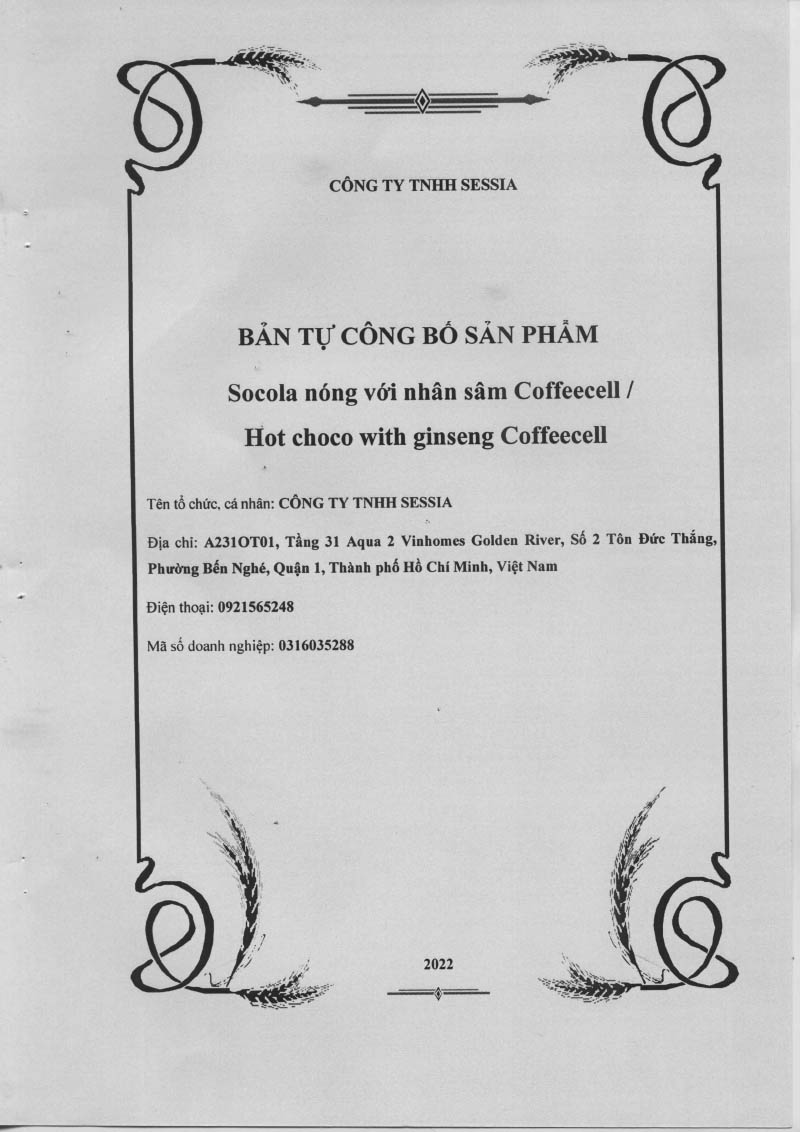 CÔNG TY TNHH SESSIA
BẢN TỰ CÔNG BỐ SẢN PHẨM
Socola nóng với nhân sâm Coffeecell /
Hot choco with ginseng Coffeecell
Tên tổ chức, cá nhân: CÔNG TY TNHH SESSIA
Địa chỉ: A231OT01, Tầng 31 Aqua 2 Vinhomes Golden River, Số 2 Tôn Đức Thắng,
Phường Bến Nghé, Quận 1, Thành phố Hồ Chí Minh, Việt Nam
Điện thoại: 0921565248
Mã số doanh nghiệp: 0316035288
2022